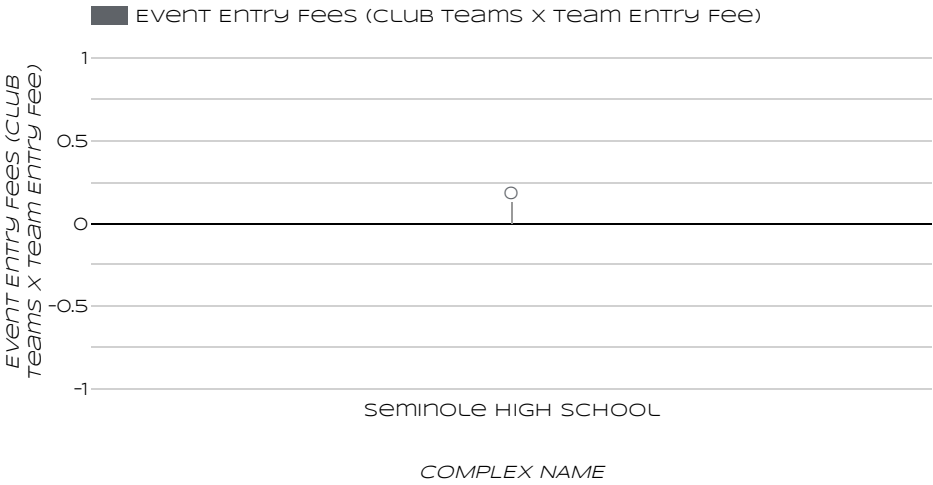 Event Entry Fees (Club Teams x Team Entry Fee)
Event Entry Fees (Club
Teams x Team Entry Fee)
1
0.5
0
-0.5
-1
0
Seminole High School
COMPLEX NAME